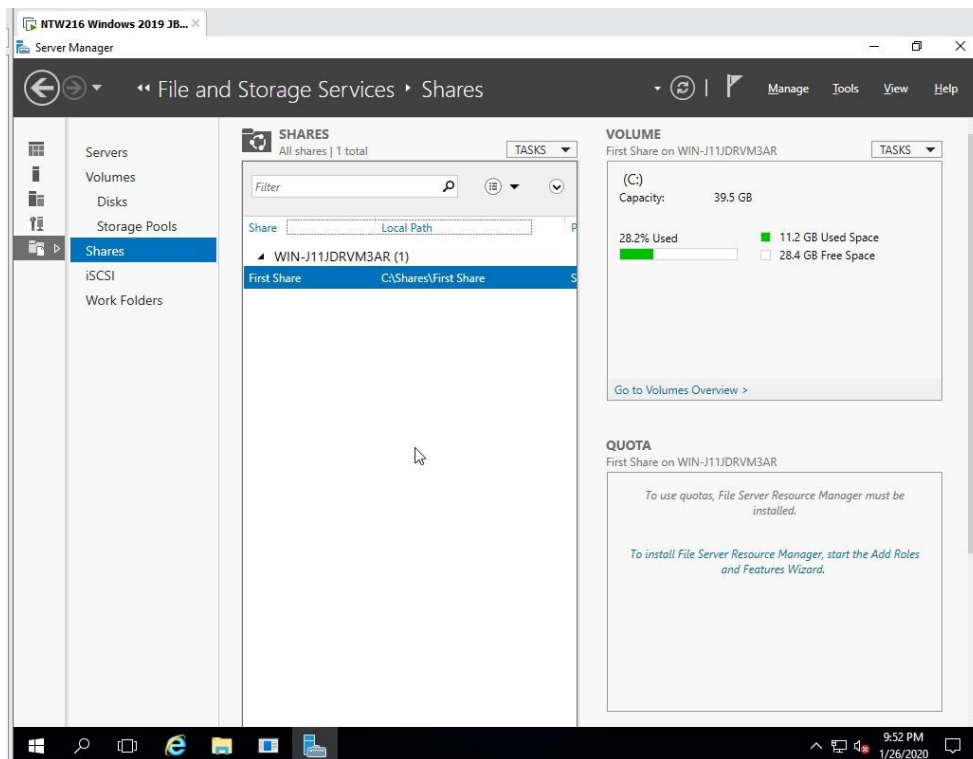 NTW216 Windows 2019 JB...
Server Manager
File and Storage Services
Shares
Manage
Tools
View
Help
Servers
Volumes
Disks
Storage Pools
Shares
iSCSI
Work Folders
SHARES
All shares | 1 total
TASKS
Filter
Share
Local Path
P
WIN-J11JDRVM3AR (1)
First Share
C:\Shares\First Share
S
VOLUME
First Share on WIN-J11JDRVM3AR
TASKS
(C:)
Capacity: 39.5 GB
28.2% Used
11.2 GB Used Space
28.4 GB Free Space
Go to Volumes Overview >
QUOTA
First Share on WIN-J11JDRVM3AR
To use quotas, File Server Resource Manager must be
installed.
To install File Server Resource Manager, start the Add Roles
and Features Wizard.
9:52 PM
1/26/2020